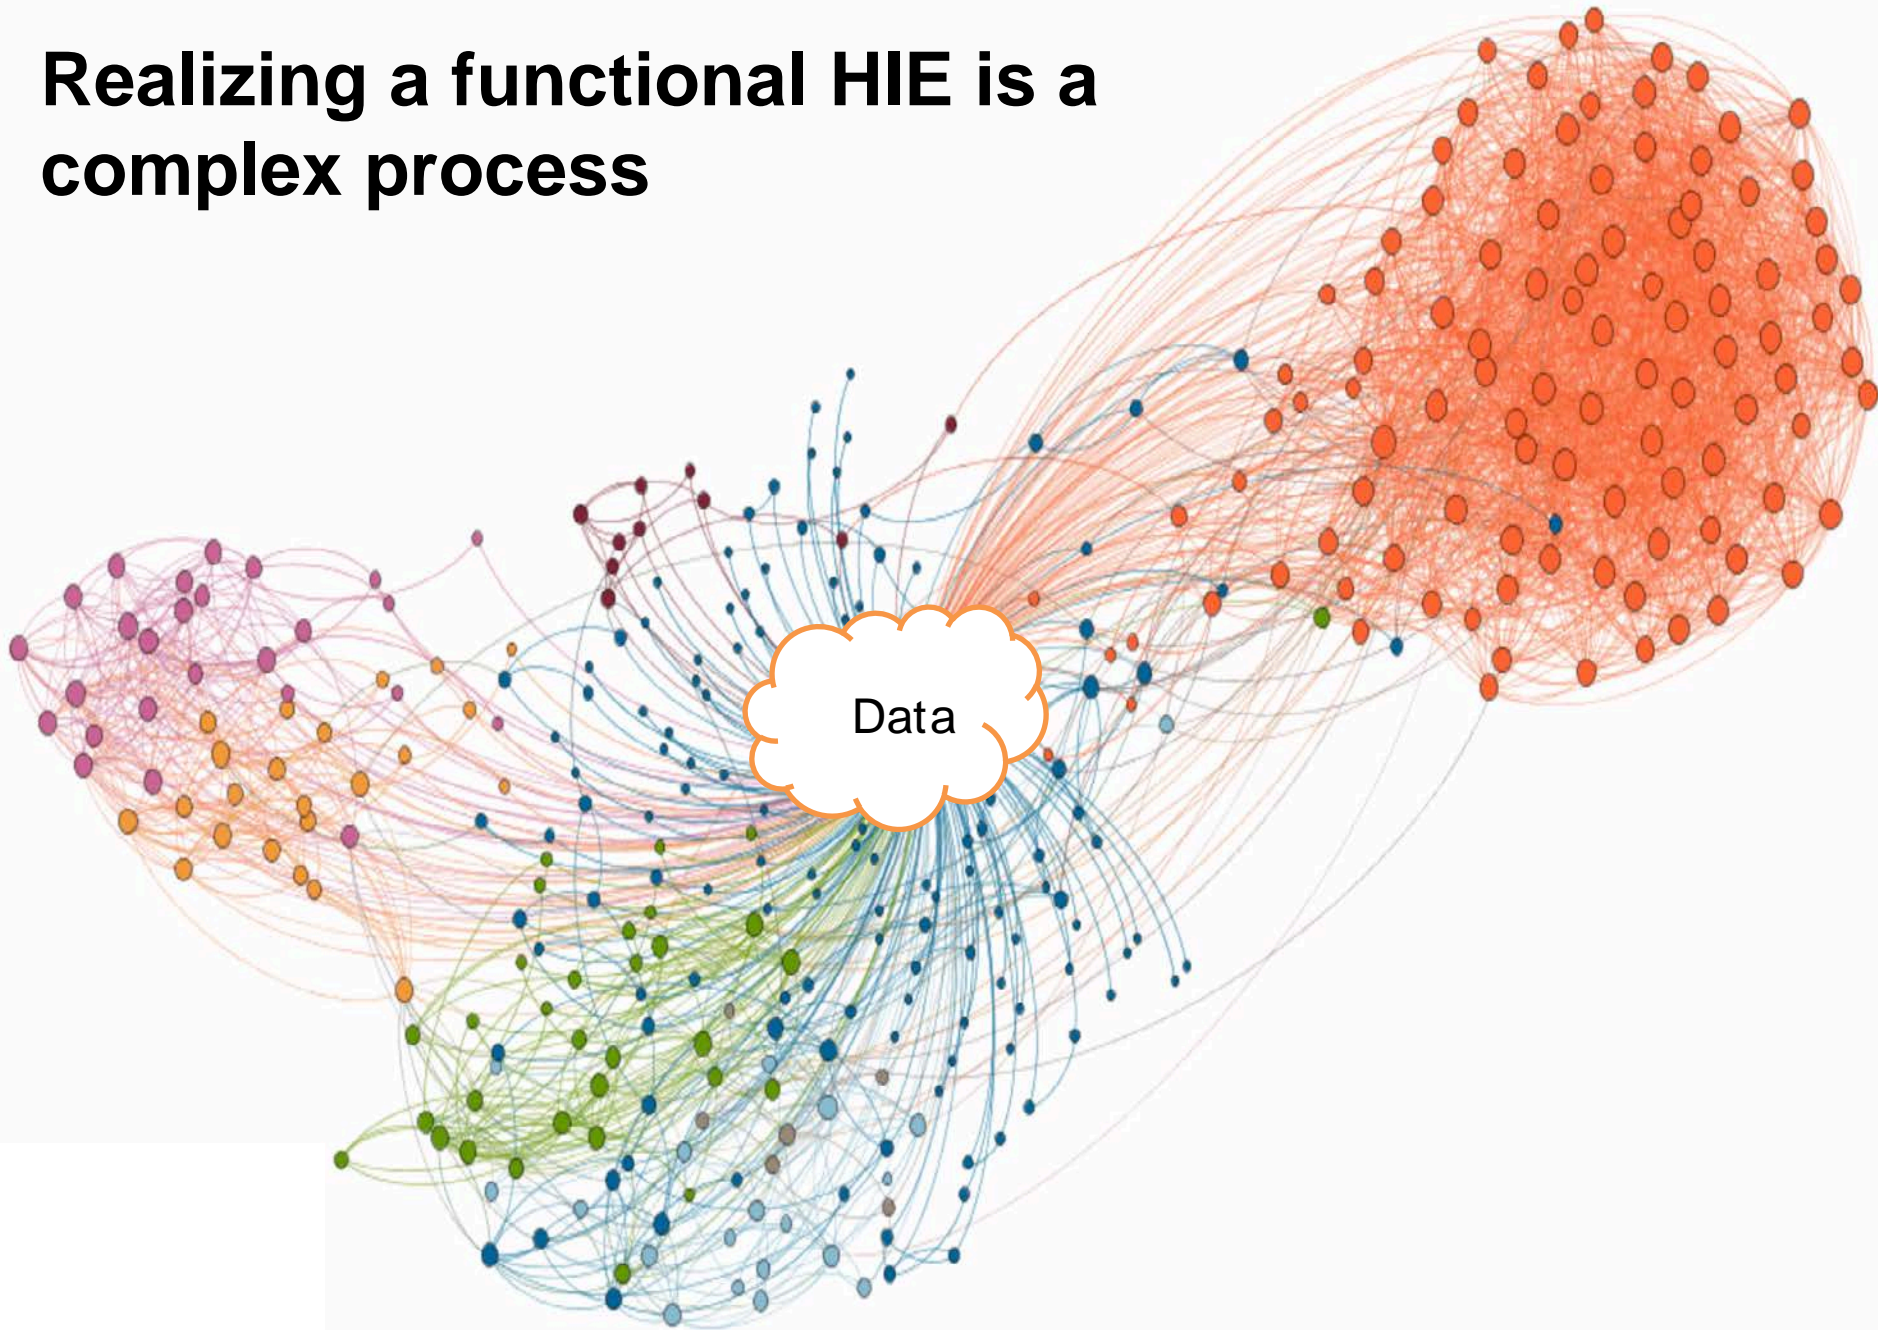 Realizing a functional HIE is a
complex process
Data